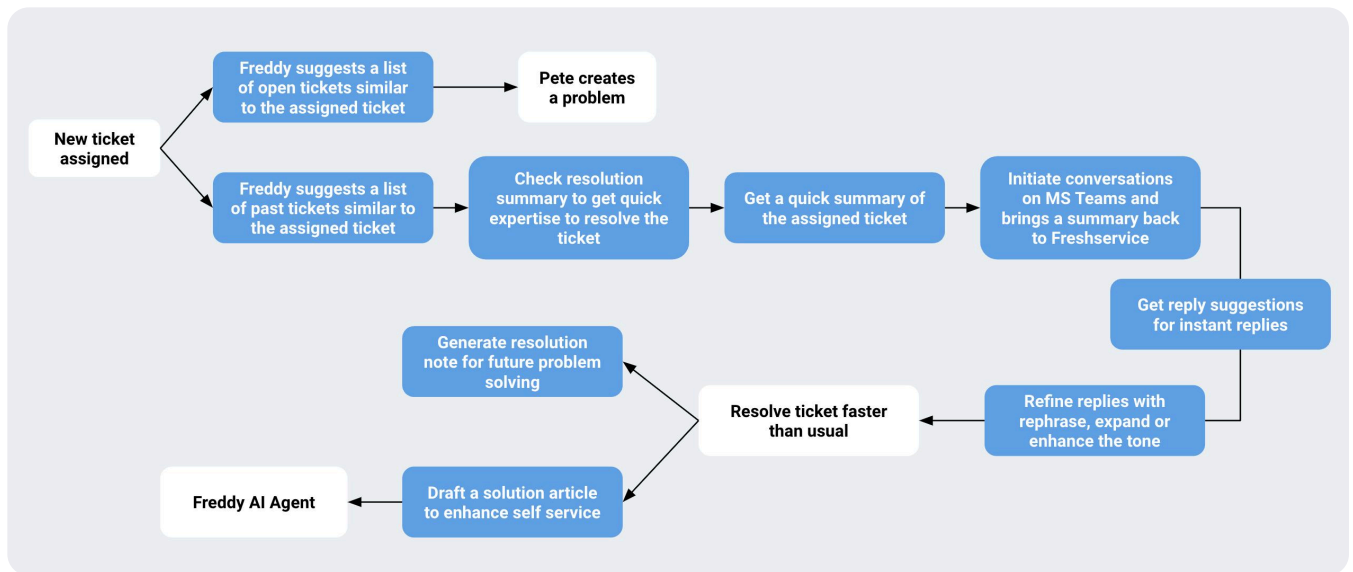 Freddy suggests a list
of open tickets similar
to the assigned ticket
Pete creates
a problem
New ticket
assigned
Freddy suggests a list
of past tickets similar to
the assigned ticket
Check resolution
summary to get quick
expertise to resolve the
ticket
Get a quick summary of
the assigned ticket
Initiate conversations
on MS Teams and
brings a summary back
to Freshservice
Get reply suggestions
for instant replies
Refine replies with
rephrase, expand or
enhance the tone
Resolve ticket faster
than usual
Generate resolution
note for future problem
solving
Draft a solution article
to enhance self service
Freddy AI Agent